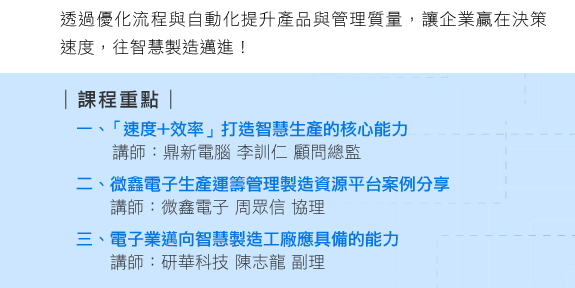 透過優化流程與自動化提升產品與管理質量，讓企業贏在決策
速度，往智慧製造邁進！
｜課程重點｜
一、「速度+效率」打造智慧生產的核心能力
講師：鼎新電腦 李訓仁 顧問總監
二、微鑫電子生產運籌管理製造資源平台案例分享
講師：微鑫電子 周眾信 協理
三、電子業邁向智慧製造工廠應具備的能力
講師：研華科技 陳志龍 副理